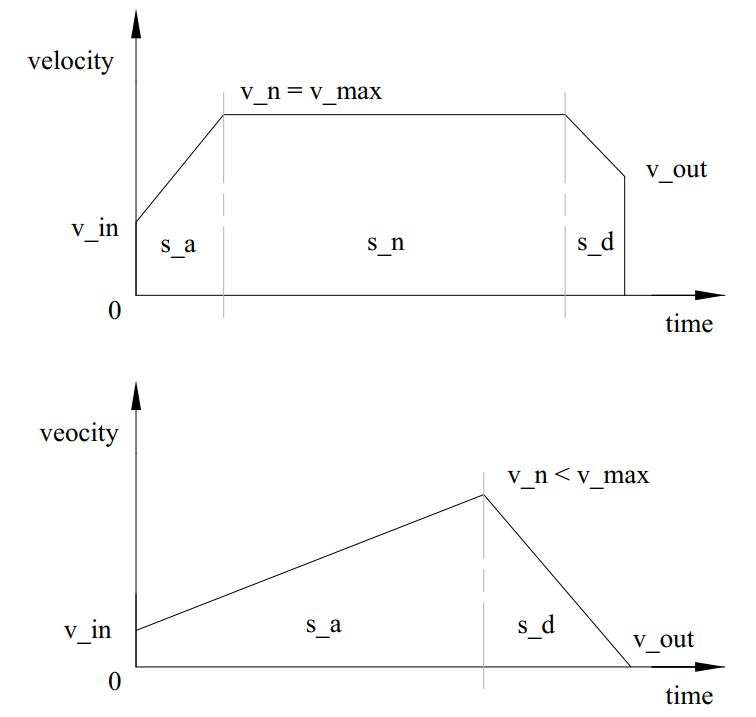 velocity
v_n = v_max
v_out
v_in
s_a
s_n
s_d
0
time
veocity
v_n < v_max
v_in
s_a
s_d
v_out
0
time